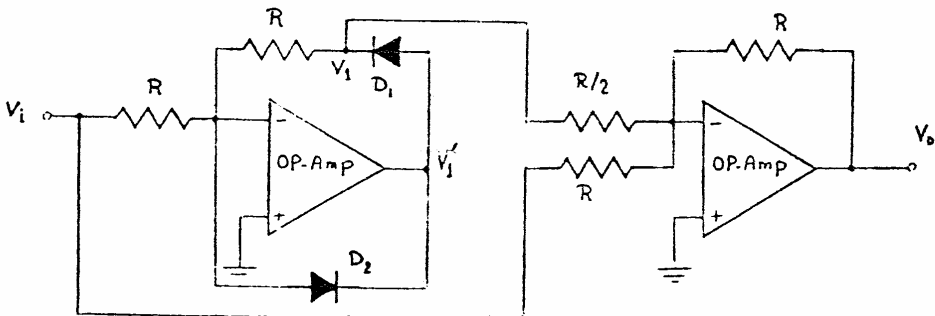 R
R
V₁
D₁
R/2
Vi
R
−
−
OP-Amp
V₁′
OP-Amp
Vo
R
+
+
D₂